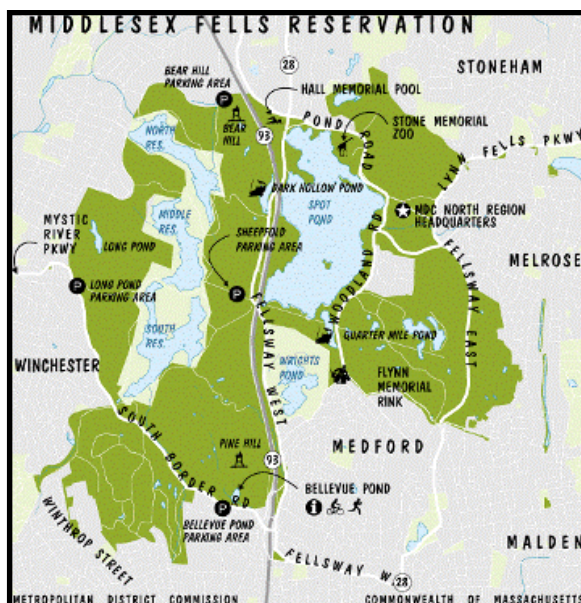 MIDDLESEX FELLS RESERVATION
BEAR HILL
PARKING AREA
P
28
HALL MEMORIAL POOL
STONEHAM
POND ROAD
STONE MEMORIAL
ZOO
LYNN FELLS PKWY
NORTH
RES.
BEAR
HILL
93
DARK HOLLOW POND
SPOT
POND
MDC NORTH REGION
HEADQUARTERS
MYSTIC
RIVER
PKWY
MIDDLE
RES.
LONG POND
SHEEPFOLD
PARKING AREA
WOODLAND RD
FELLSWAY EAST
MELROSE
P
LONG POND
PARKING AREA
P
FELLSWAY WEST
SOUTH
RES.
QUARTER MILE POND
WINCHESTER
WRIGHTS
POND
FLYNN
MEMORIAL
RINK
SOUTH BORDER RD
PINE HILL
93
MEDFORD
BELLEVUE POND
i
P
BELLEVUE POND
PARKING AREA
WINTHROP STREET
FELLSWAY W.
28
MALDEN
METROPOLITAN DISTRICT COMMISSION
COMMONWEALTH OF MASSACHUSETTS